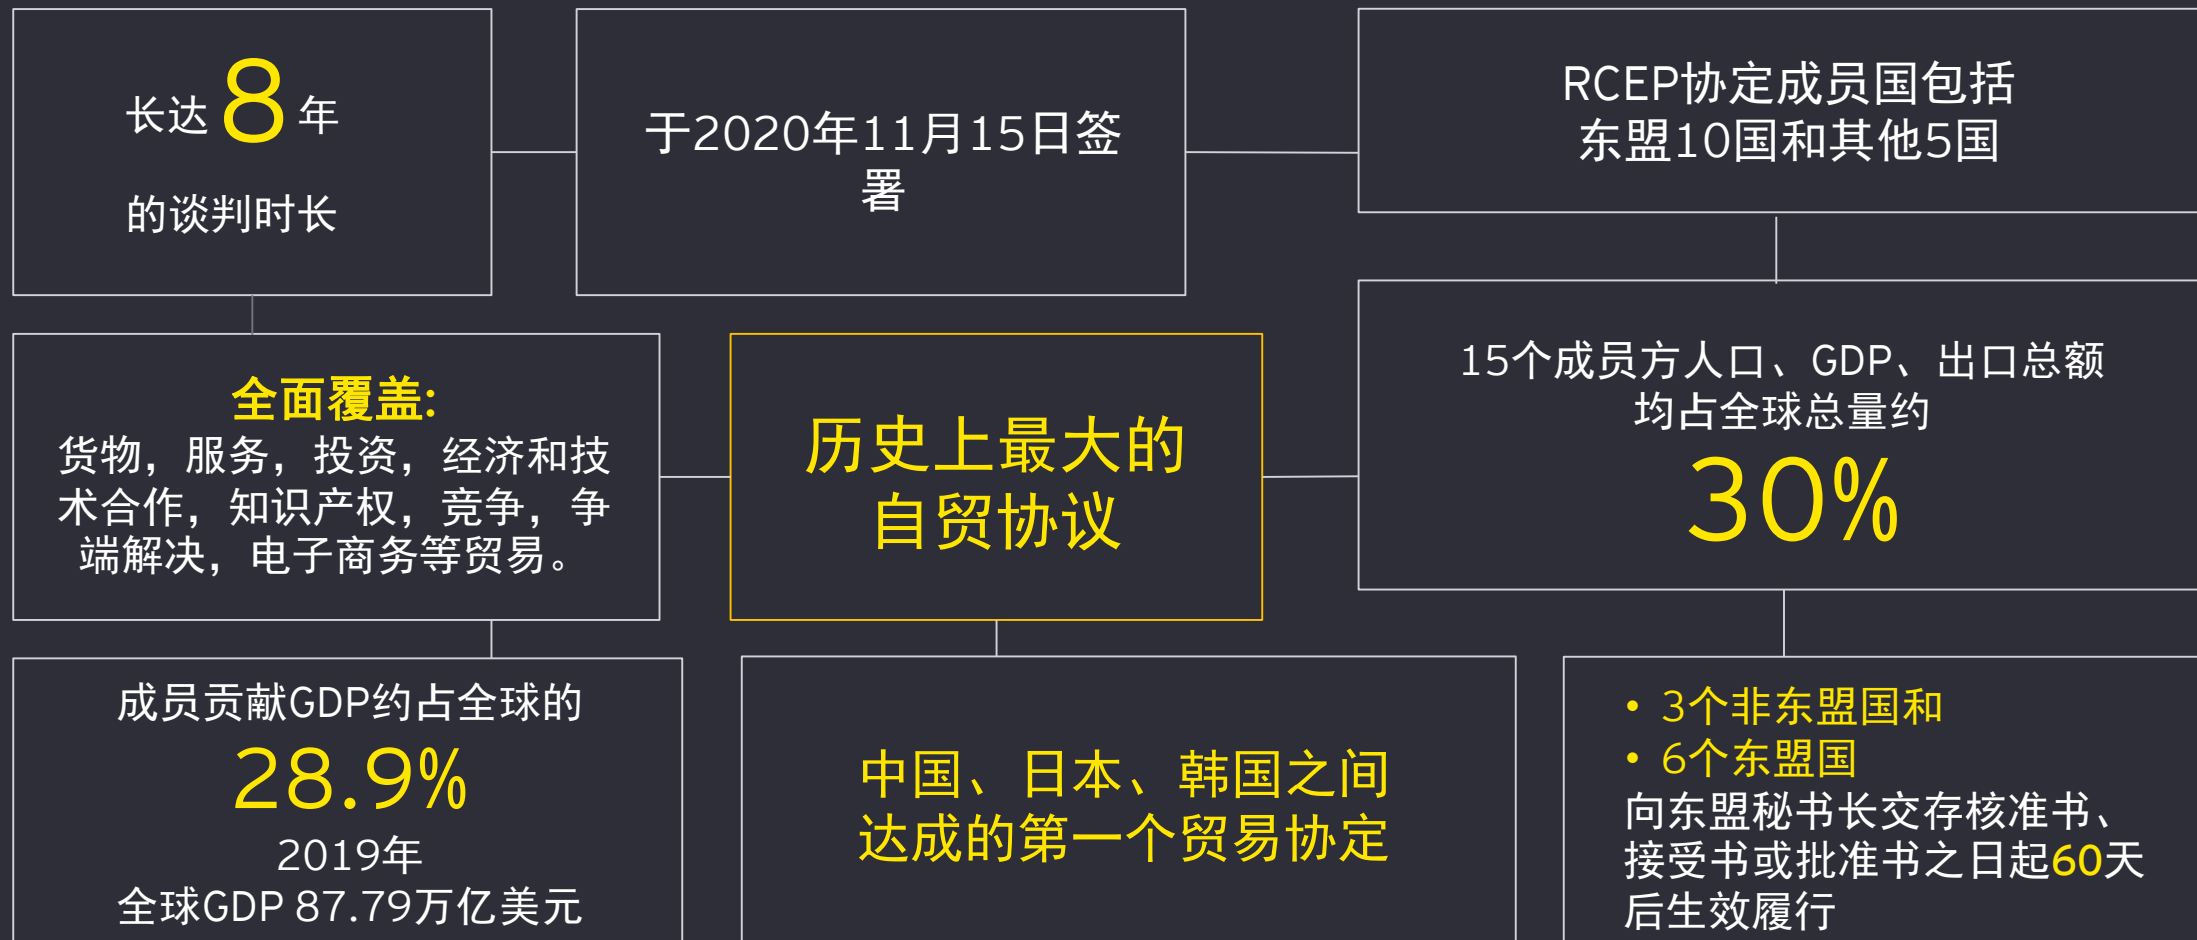 长达 8 年
的谈判时长
于2020年11月15日签
署
RCEP协定成员国包括
东盟10国和其他5国
全面覆盖:
货物，服务，投资，经济和技
术合作，知识产权，竞争，争
端解决，电子商务等贸易。
历史上最大的
自贸协议
15个成员方人口、GDP、出口总额
均占全球总量约
30%
成员贡献GDP约占全球的
28.9%
2019年
全球GDP 87.79万亿美元
中国、日本、韩国之间
达成的第一个贸易协定
• 3个非东盟国和
• 6个东盟国
向东盟秘书长交存核准书、
接受书或批准书之日起60天
后生效履行